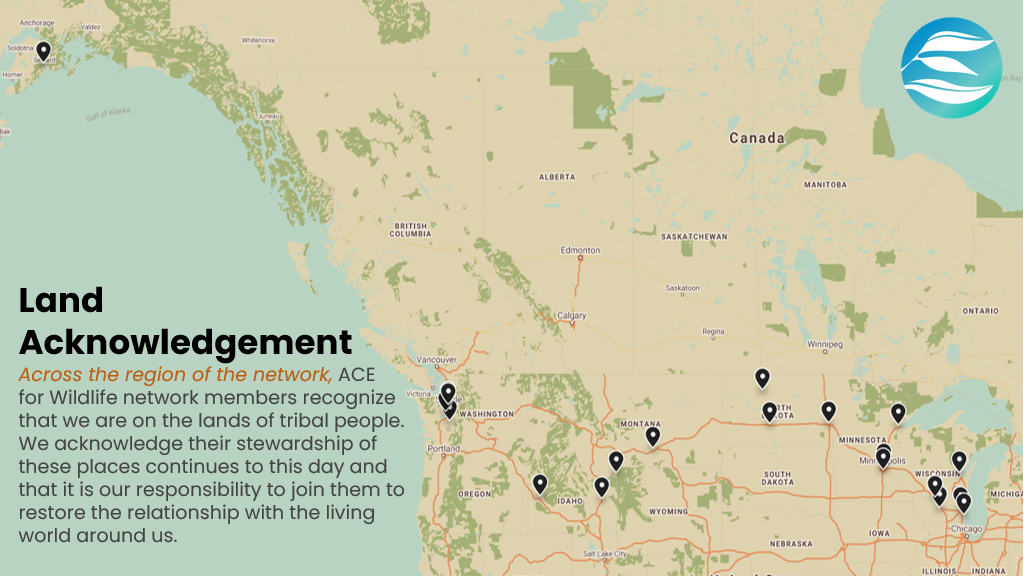 Anchorage
Valdez
Soldotna
Seward
Homer
Whitehorse
Gulf of Alaska
Juneau
Canada
ALBERTA
MANITOBA
BRITISH
COLUMBIA
SASKATCHEWAN
Edmonton
Saskatoon
Calgary
Regina
ONTARIO
Winnipeg
Land
Acknowledgement
Across the region of the network, ACE
for Wildlife network members recognize
that we are on the lands of tribal people.
We acknowledge their stewardship of
these places continues to this day and
that it is our responsibility to join them to
restore the relationship with the living
world around us.
Vancouver
Victoria
WASHINGTON
Portland
OREGON
MONTANA
IDAHO
WYOMING
Salt Lake City
SOUTH
DAKOTA
NEBRASKA
MINNESOTA
WISCONSIN
IOWA
Chicago
ILLINOIS
INDIANA